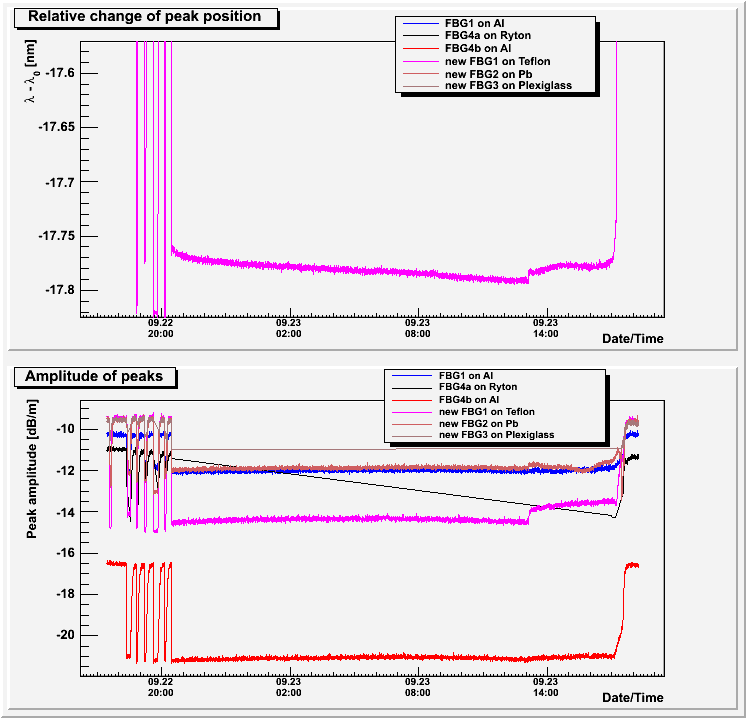 Relative change of peak position
FBG1 on Al
FBG4a on Ryton
FBG4b on Al
new FBG1 on Teflon
new FBG2 on Pb
new FBG3 on Plexiglass
λ - λ0 [nm]
-17.6
-17.65
-17.7
-17.75
-17.8
09.22 09.23 09.23 09.23
20:00 02:00 08:00 14:00
Date/Time
Amplitude of peaks
FBG1 on Al
FBG4a on Ryton
FBG4b on Al
new FBG1 on Teflon
new FBG2 on Pb
new FBG3 on Plexiglass
Peak amplitude [dB/m]
-10
-12
-14
-16
-18
-20
09.22 09.23 09.23 09.23
20:00 02:00 08:00 14:00
Date/Time